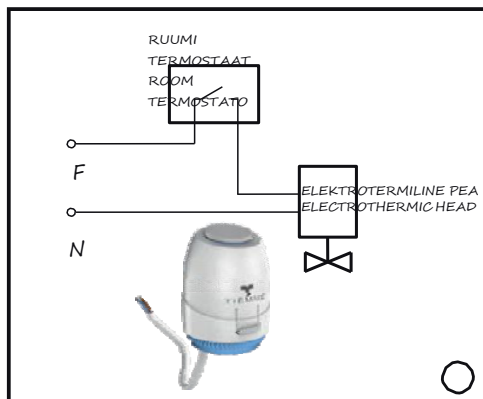 RUUMI
TERMOSTAAT
ROOM
TERMOSTATO
F
ELEKTROTERMILINE PEA
ELECTROTHERMIC HEAD
N